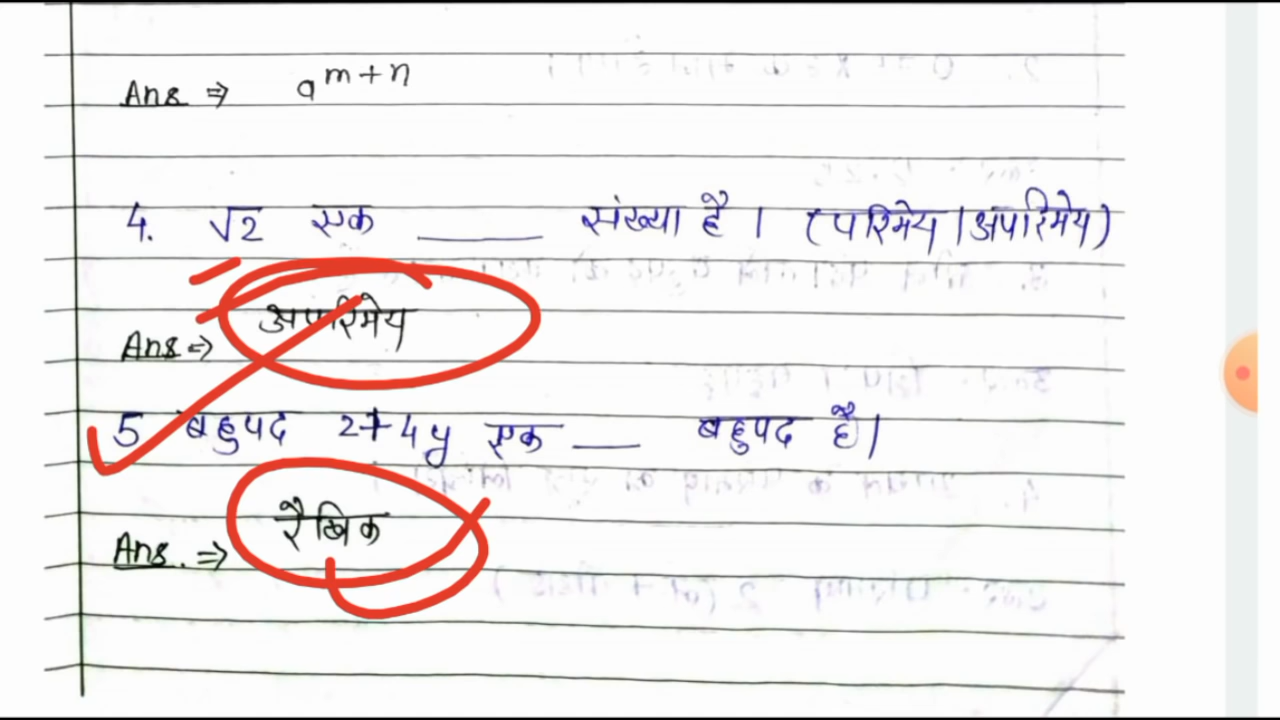 Ans ⇒ a^m+n
4. √2 एक ____ संख्या है। (परिमेय/अपरिमेय)
Ans ⇒ अपरिमेय
5 बहुपद 2+4y एक ___ बहुपद है।
Ans. ⇒ रैखिक